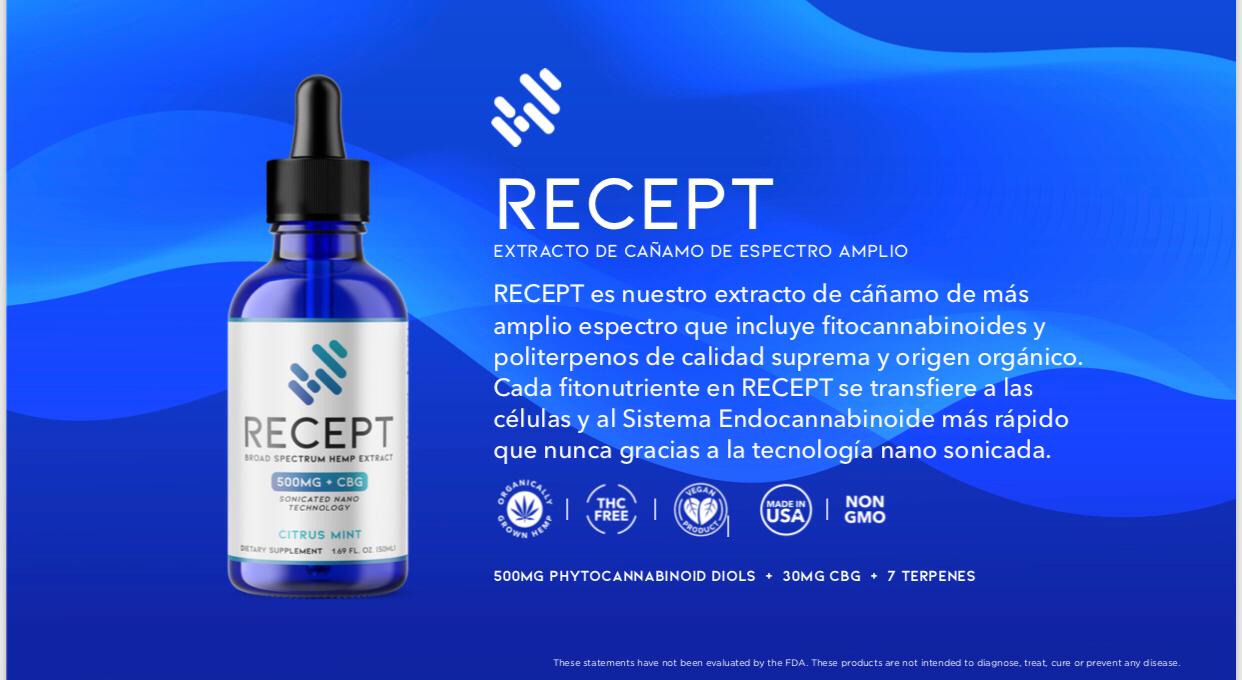 RECEPT
EXTRACTO DE CAÑAMO DE ESPECTRO AMPLIO
RECEPT es nuestro extracto de cáñamo de más
amplio espectro que incluye fitocannabinoides y
politerpenos de calidad suprema y origen orgánico.
Cada fitonutriente en RECEPT se transfiere a las
células y al Sistema Endocannabinoide más rápido
que nunca gracias a la tecnología nano sonicada.
ORGANICALLY
GROWN HEMP
THC
FREE
VEGAN
PRODUCT
MADE IN
USA
NON
GMO
500MG PHYTOCANNABINOID DIOLS + 30MG CBG + 7 TERPENES
RECEPT
BROAD SPECTRUM HEMP EXTRACT
500MG + CBG
SONICATED NANO
TECHNOLOGY
CITRUS MINT
DIETARY SUPPLEMENT 1.69 FL. OZ. (50ML)
These statements have not been evaluated by the FDA. These products are not intended to diagnose, treat, cure or prevent any disease.